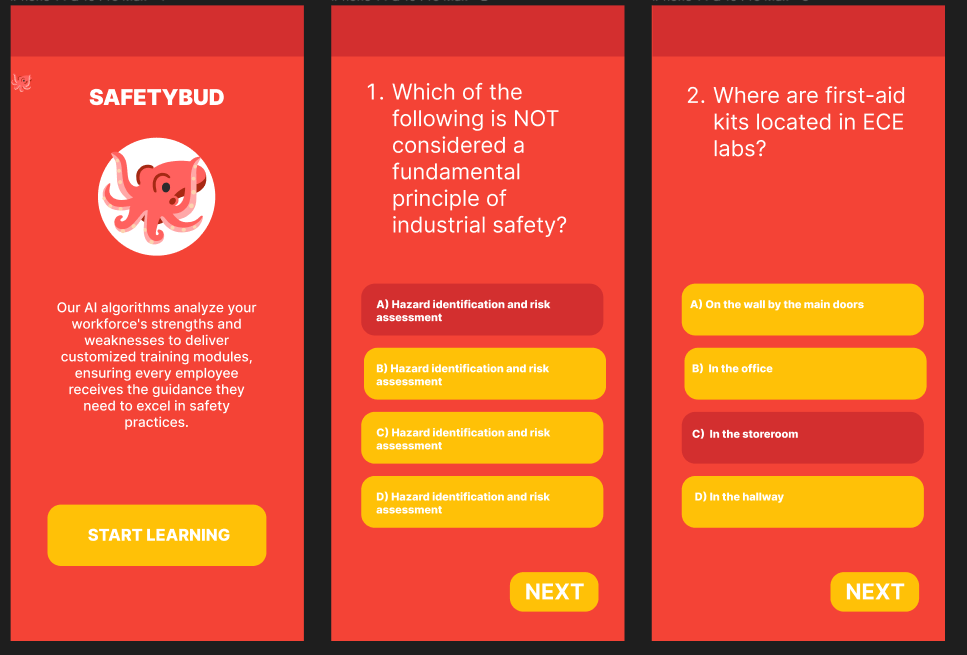 SAFETYBUD
Our AI algorithms analyze your
workforce's strengths and
weaknesses to deliver
customized training modules,
ensuring every employee
receives the guidance they
need to excel in safety
practices.
START LEARNING
1. Which of the
following is NOT
considered a
fundamental
principle of
industrial safety?
A) Hazard identification and risk
assessment
B) Hazard identification and risk
assessment
C) Hazard identification and risk
assessment
D) Hazard identification and risk
assessment
NEXT
2. Where are first-aid
kits located in ECE
labs?
A) On the wall by the main doors
B) In the office
C) In the storeroom
D) In the hallway
NEXT